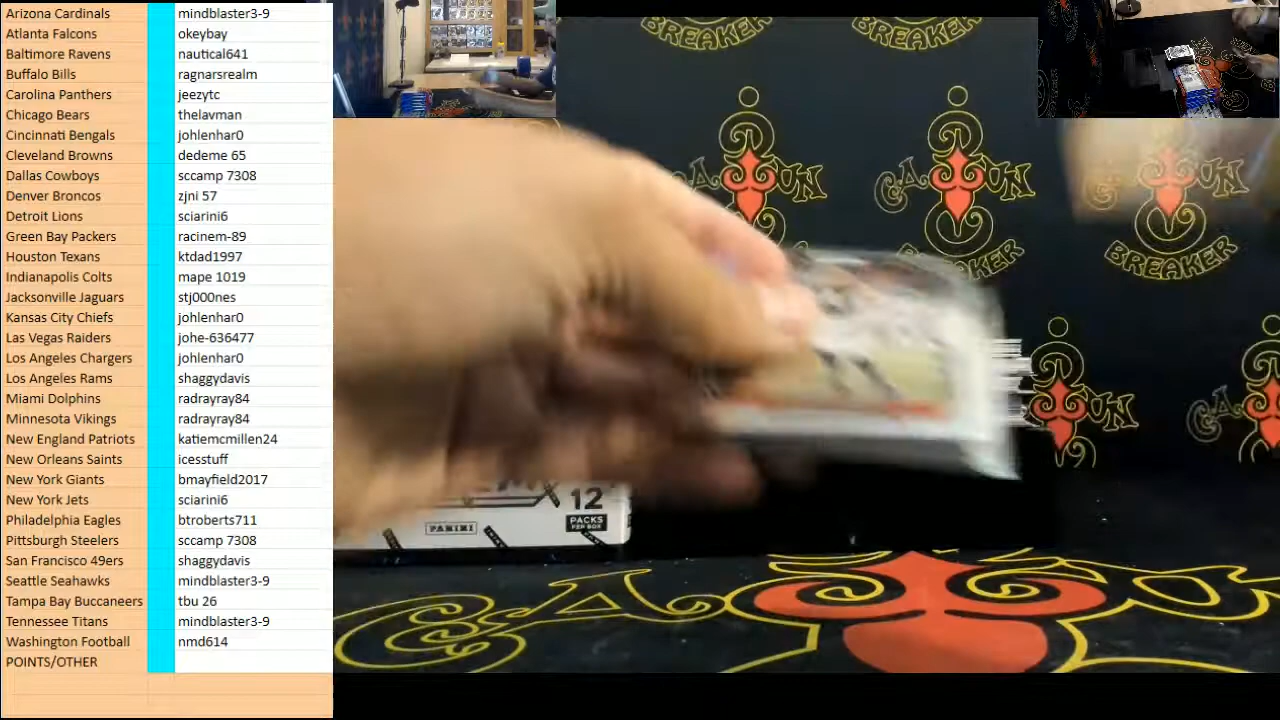 Arizona Cardinals mindblaster3-9
Atlanta Falcons okeybay
Baltimore Ravens nautical641
Buffalo Bills ragnarsrealm
Carolina Panthers jeezytc
Chicago Bears thelavman
Cincinnati Bengals johlenhar0
Cleveland Browns dedeme 65
Dallas Cowboys sccamp 7308
Denver Broncos zjni 57
Detroit Lions sciarini6
Green Bay Packers racinem-89
Houston Texans ktdad1997
Indianapolis Colts mape 1019
Jacksonville Jaguars stj000nes
Kansas City Chiefs johlenhar0
Las Vegas Raiders johe-636477
Los Angeles Chargers johlenhar0
Los Angeles Rams shaggydavis
Miami Dolphins radrayray84
Minnesota Vikings radrayray84
New England Patriots katiemcmillen24
New Orleans Saints icesstuff
New York Giants bmayfield2017
New York Jets sciarini6
Philadelphia Eagles btroberts711
Pittsburgh Steelers sccamp 7308
San Francisco 49ers shaggydavis
Seattle Seahawks mindblaster3-9
Tampa Bay Buccaneers tbu 26
Tennessee Titans mindblaster3-9
Washington Football nmd614
POINTS/OTHER
BREAKER BREAKER
CAJUN CAJUN
BREAKER BREAKER
12
PACKS
PER BOX
PANINI